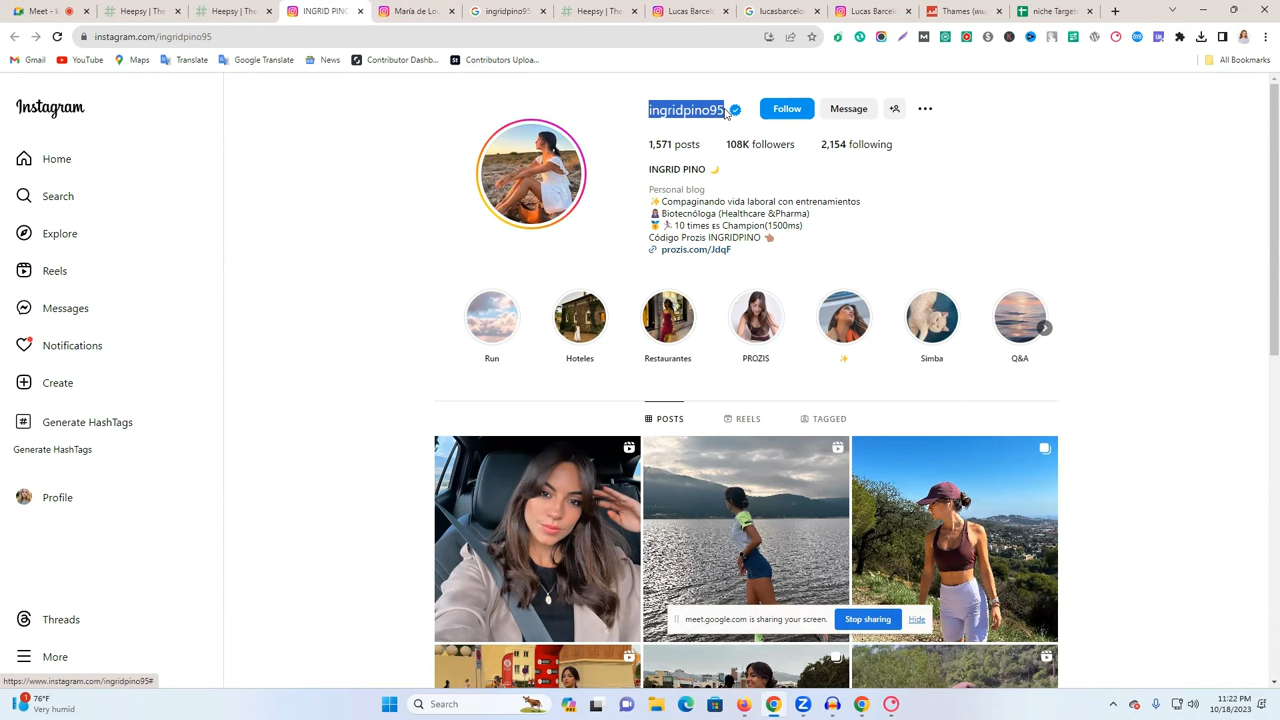 Meet - k
Heepsy | Th
Heepsy | The
INGRID PINO
María de Lou
ingridpino95
Heepsy | The
Lucas Barcel
lucasbarcelo
Lucas Barcel
Thames (wu
niche Target
instagram.com/ingridpino95
Gmail
YouTube
Maps
Translate
Google Translate
News
Contributor Dashb...
Contributors Uploa...
All Bookmarks
Instagram
Home
Search
Explore
Reels
Messages
Notifications
Create
Generate HashTags
Generate HashTags
Profile
Threads
More
ingridpino95
Follow
Message
1,571 posts
108K followers
2,154 following
INGRID PINO 🌙
Personal blog
✨Compaginando vida laboral con entrenamientos
Biotecnóloga (Healthcare &Pharma)
10 times ᴇs Champion(1500ms)
Código Prozis INGRIDPINO
prozis.com/JdqF
Run
Hoteles
Restaurantes
PROZIS
✨
Simba
Q&A
POSTS
REELS
TAGGED
meet.google.com is sharing your screen.
Stop sharing
Hide
https://www.instagram.com/ingridpino95#
1
76°F
Very humid
Search
11:22 PM
10/18/2023